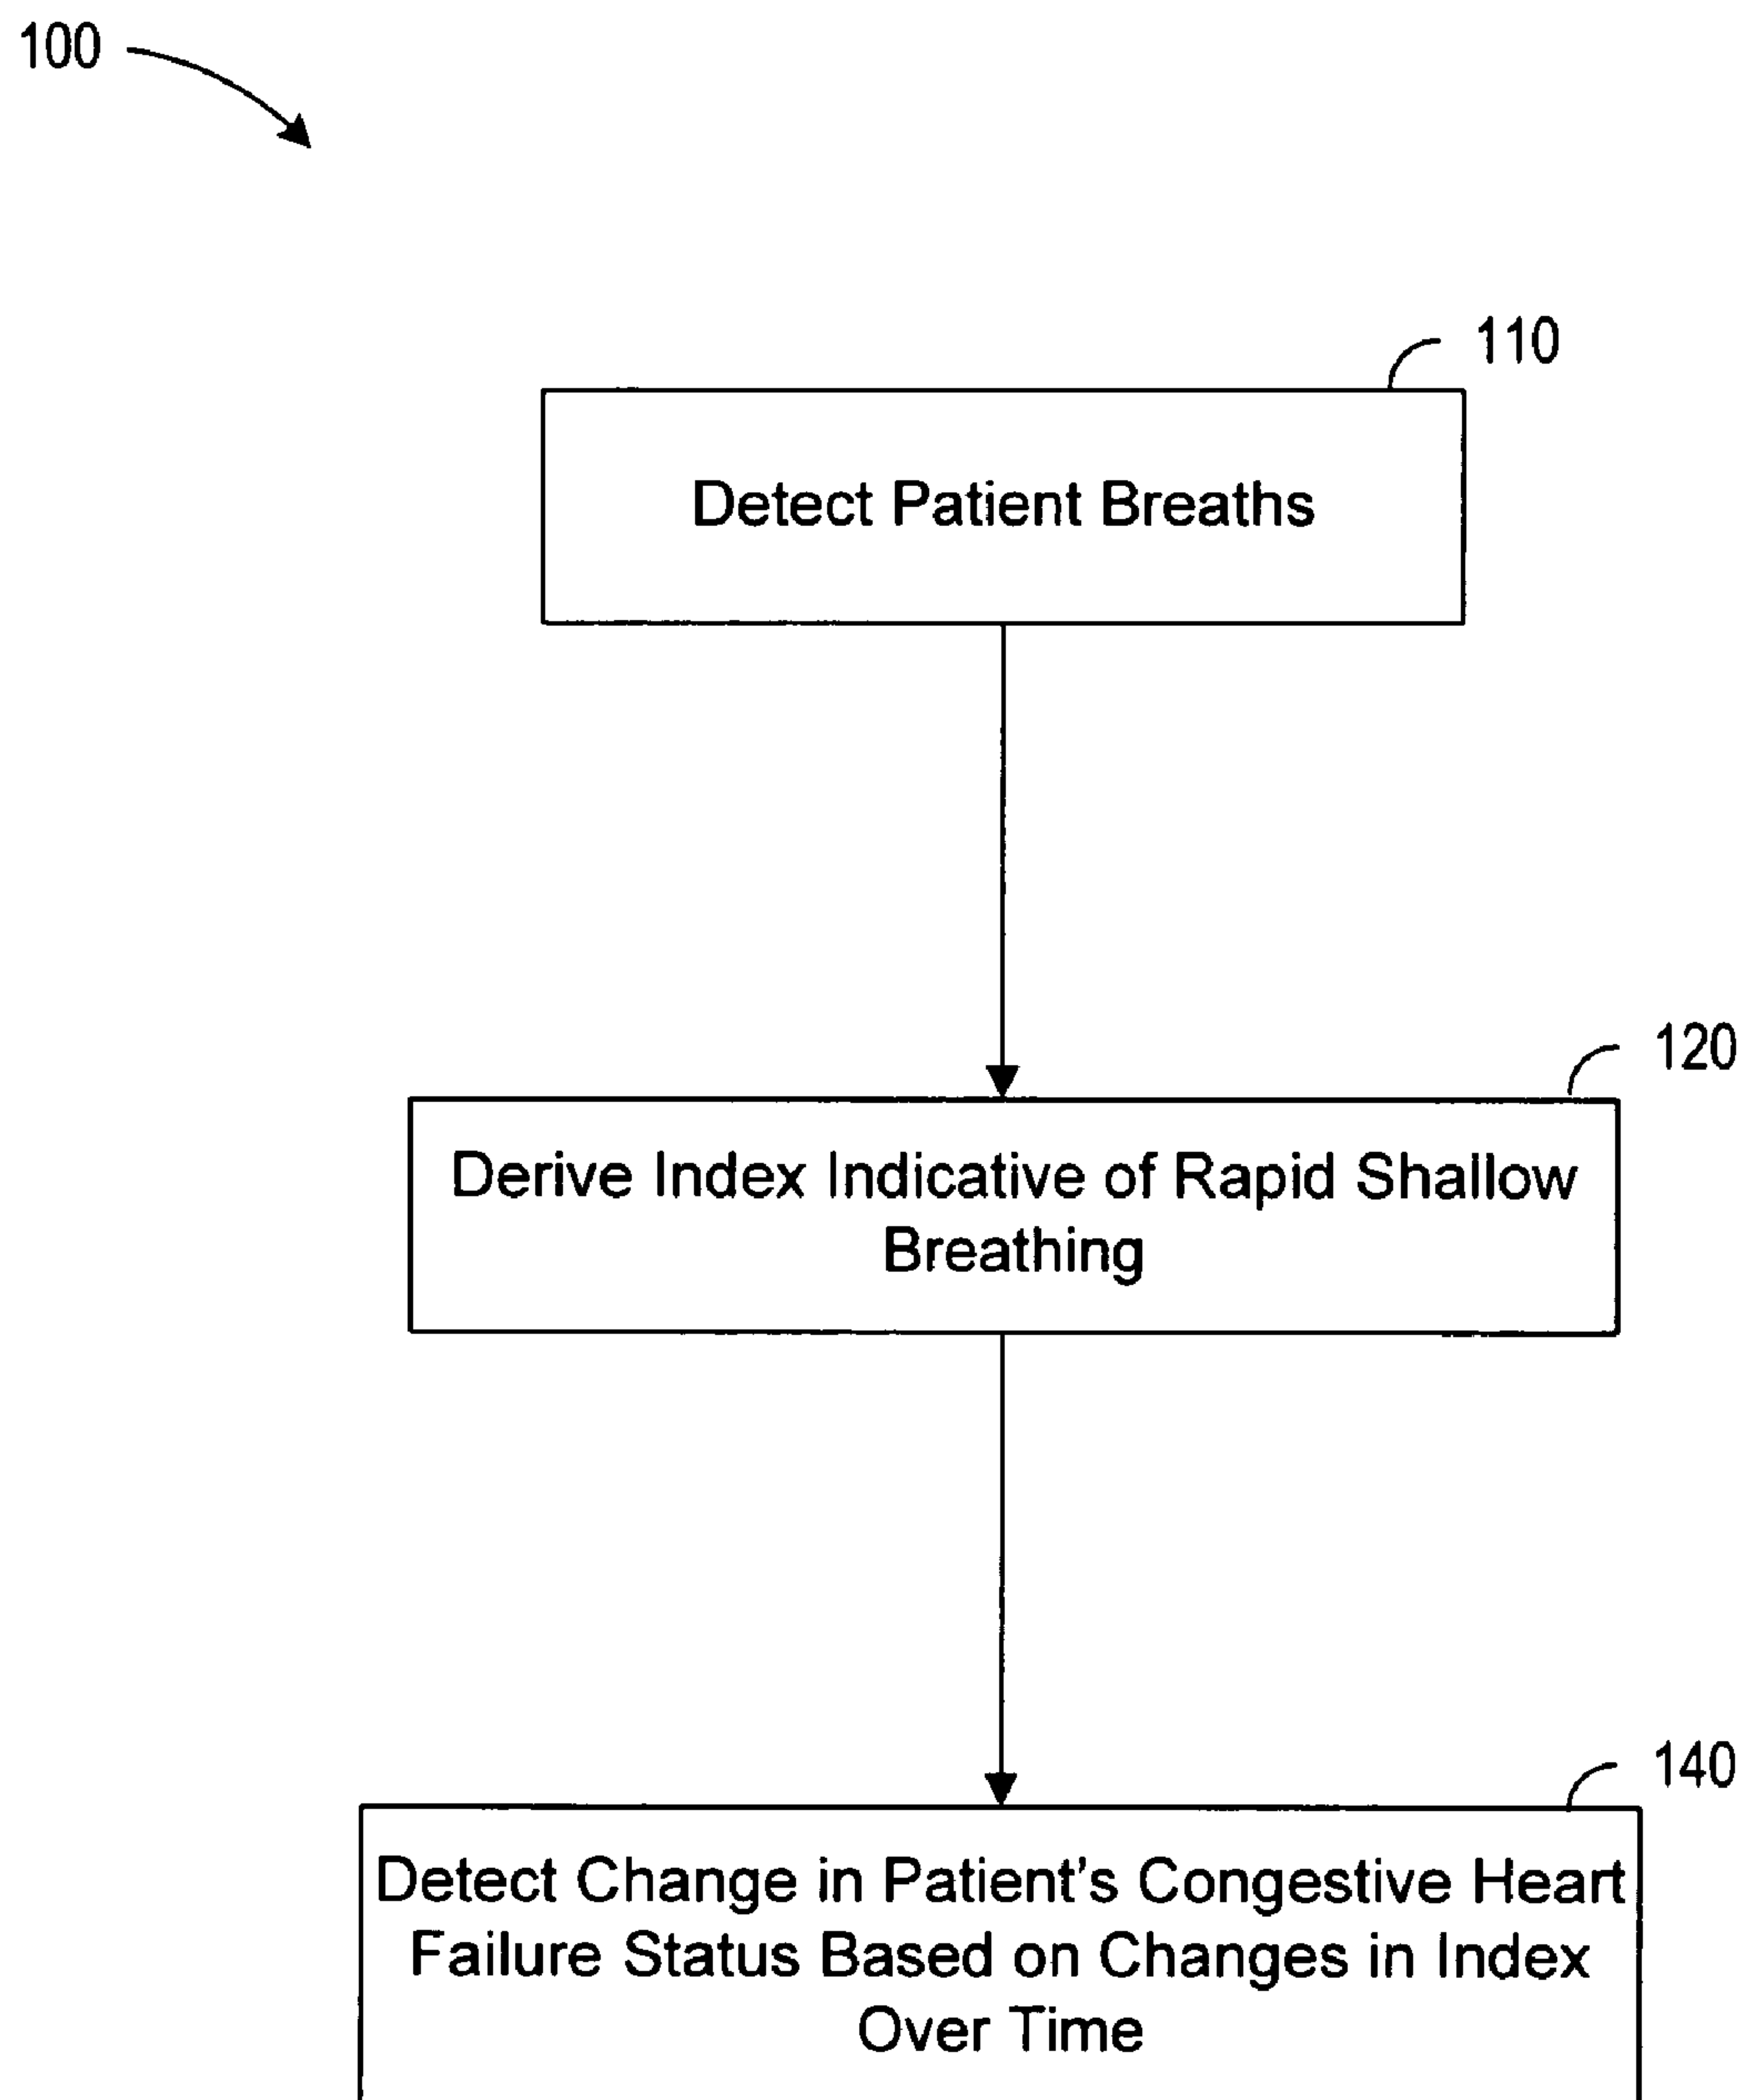 100
110
Detect Patient Breaths
120
Derive Index Indicative of Rapid Shallow
Breathing
140
Detect Change in Patient's Congestive Heart
Failure Status Based on Changes in Index
Over Time